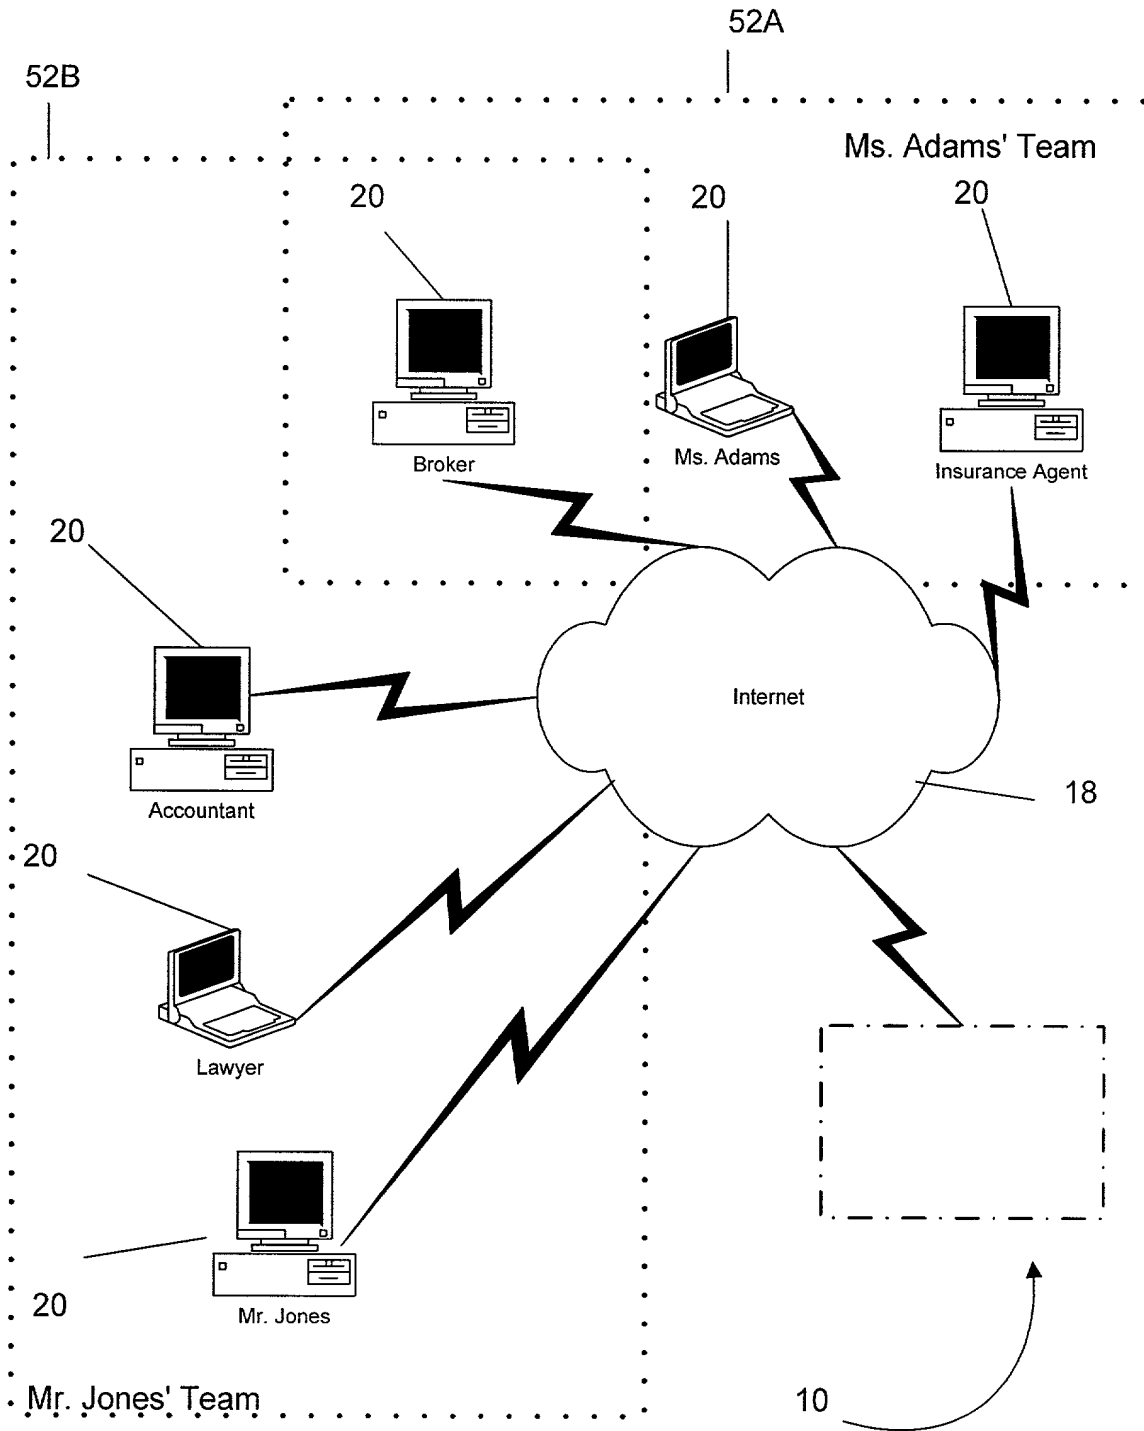 52A
52B
Ms. Adams' Team
20
20
20
Broker
Ms. Adams
Insurance Agent
20
Internet
18
Accountant
20
Lawyer
20
Mr. Jones
Mr. Jones' Team
10